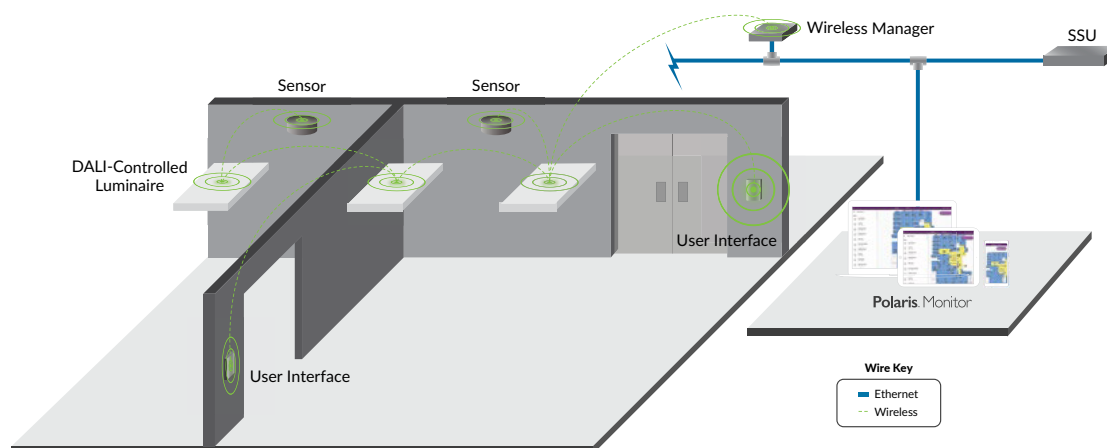 Wireless Manager
SSU
Sensor
Sensor
DALI-Controlled
Luminaire
User Interface
User Interface
Polaris. Monitor
Wire Key
Ethernet
Wireless